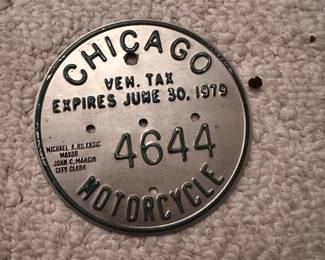 CHICAGO
VEH. TAX
EXPIRES JUNE 30, 1979
4644
MICHAEL A. BILANDIC
MAYOR
JOHN C. MARCIN
CITY CLERK
MOTORCYCLE